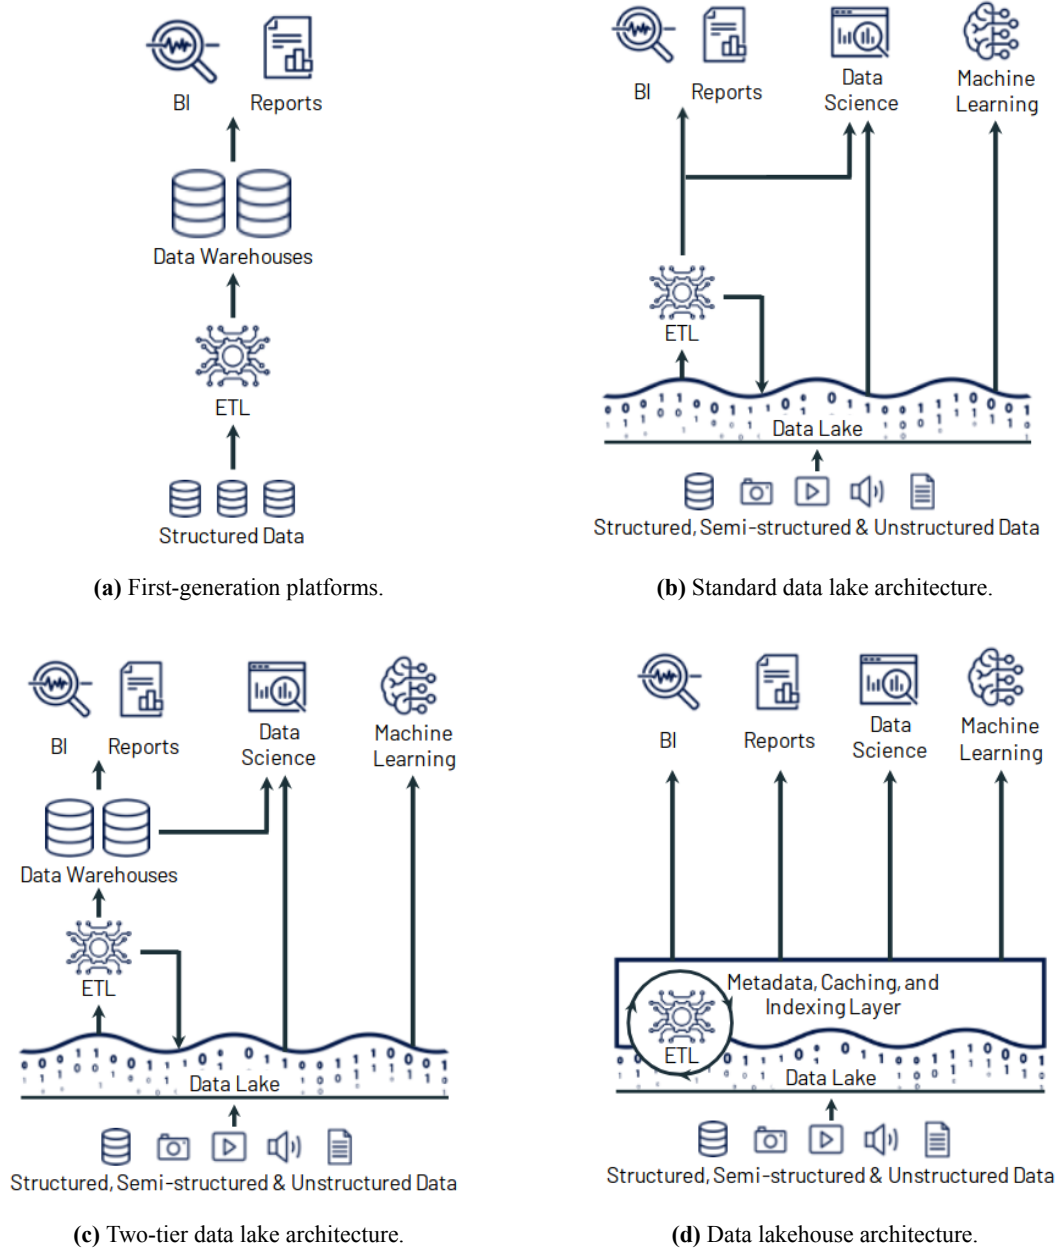 BI Reports
Data Warehouses
ETL
Structured Data
(a) First-generation platforms.
BI Reports
Data
Science
Machine
Learning
ETL
Data Lake
Structured, Semi-structured & Unstructured Data
(b) Standard data lake architecture.
BI Reports
Data
Science
Machine
Learning
Data Warehouses
ETL
Data Lake
Structured, Semi-structured & Unstructured Data
(c) Two-tier data lake architecture.
BI
Reports
Data
Science
Machine
Learning
Metadata, Caching, and
Indexing Layer
ETL
Data Lake
Structured, Semi-structured & Unstructured Data
(d) Data lakehouse architecture.